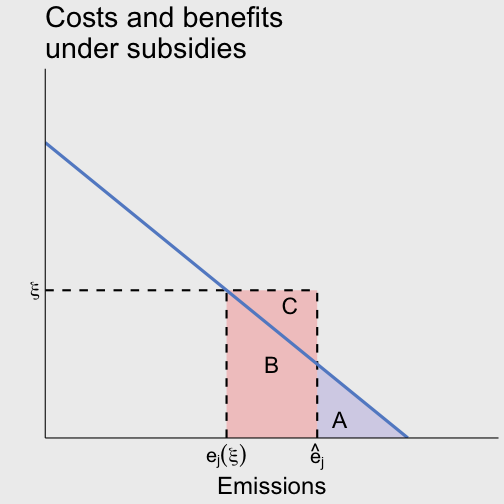 Costs and benefits
under subsidies
ξ
C
B
A
eⱼ(ξ) êⱼ
Emissions